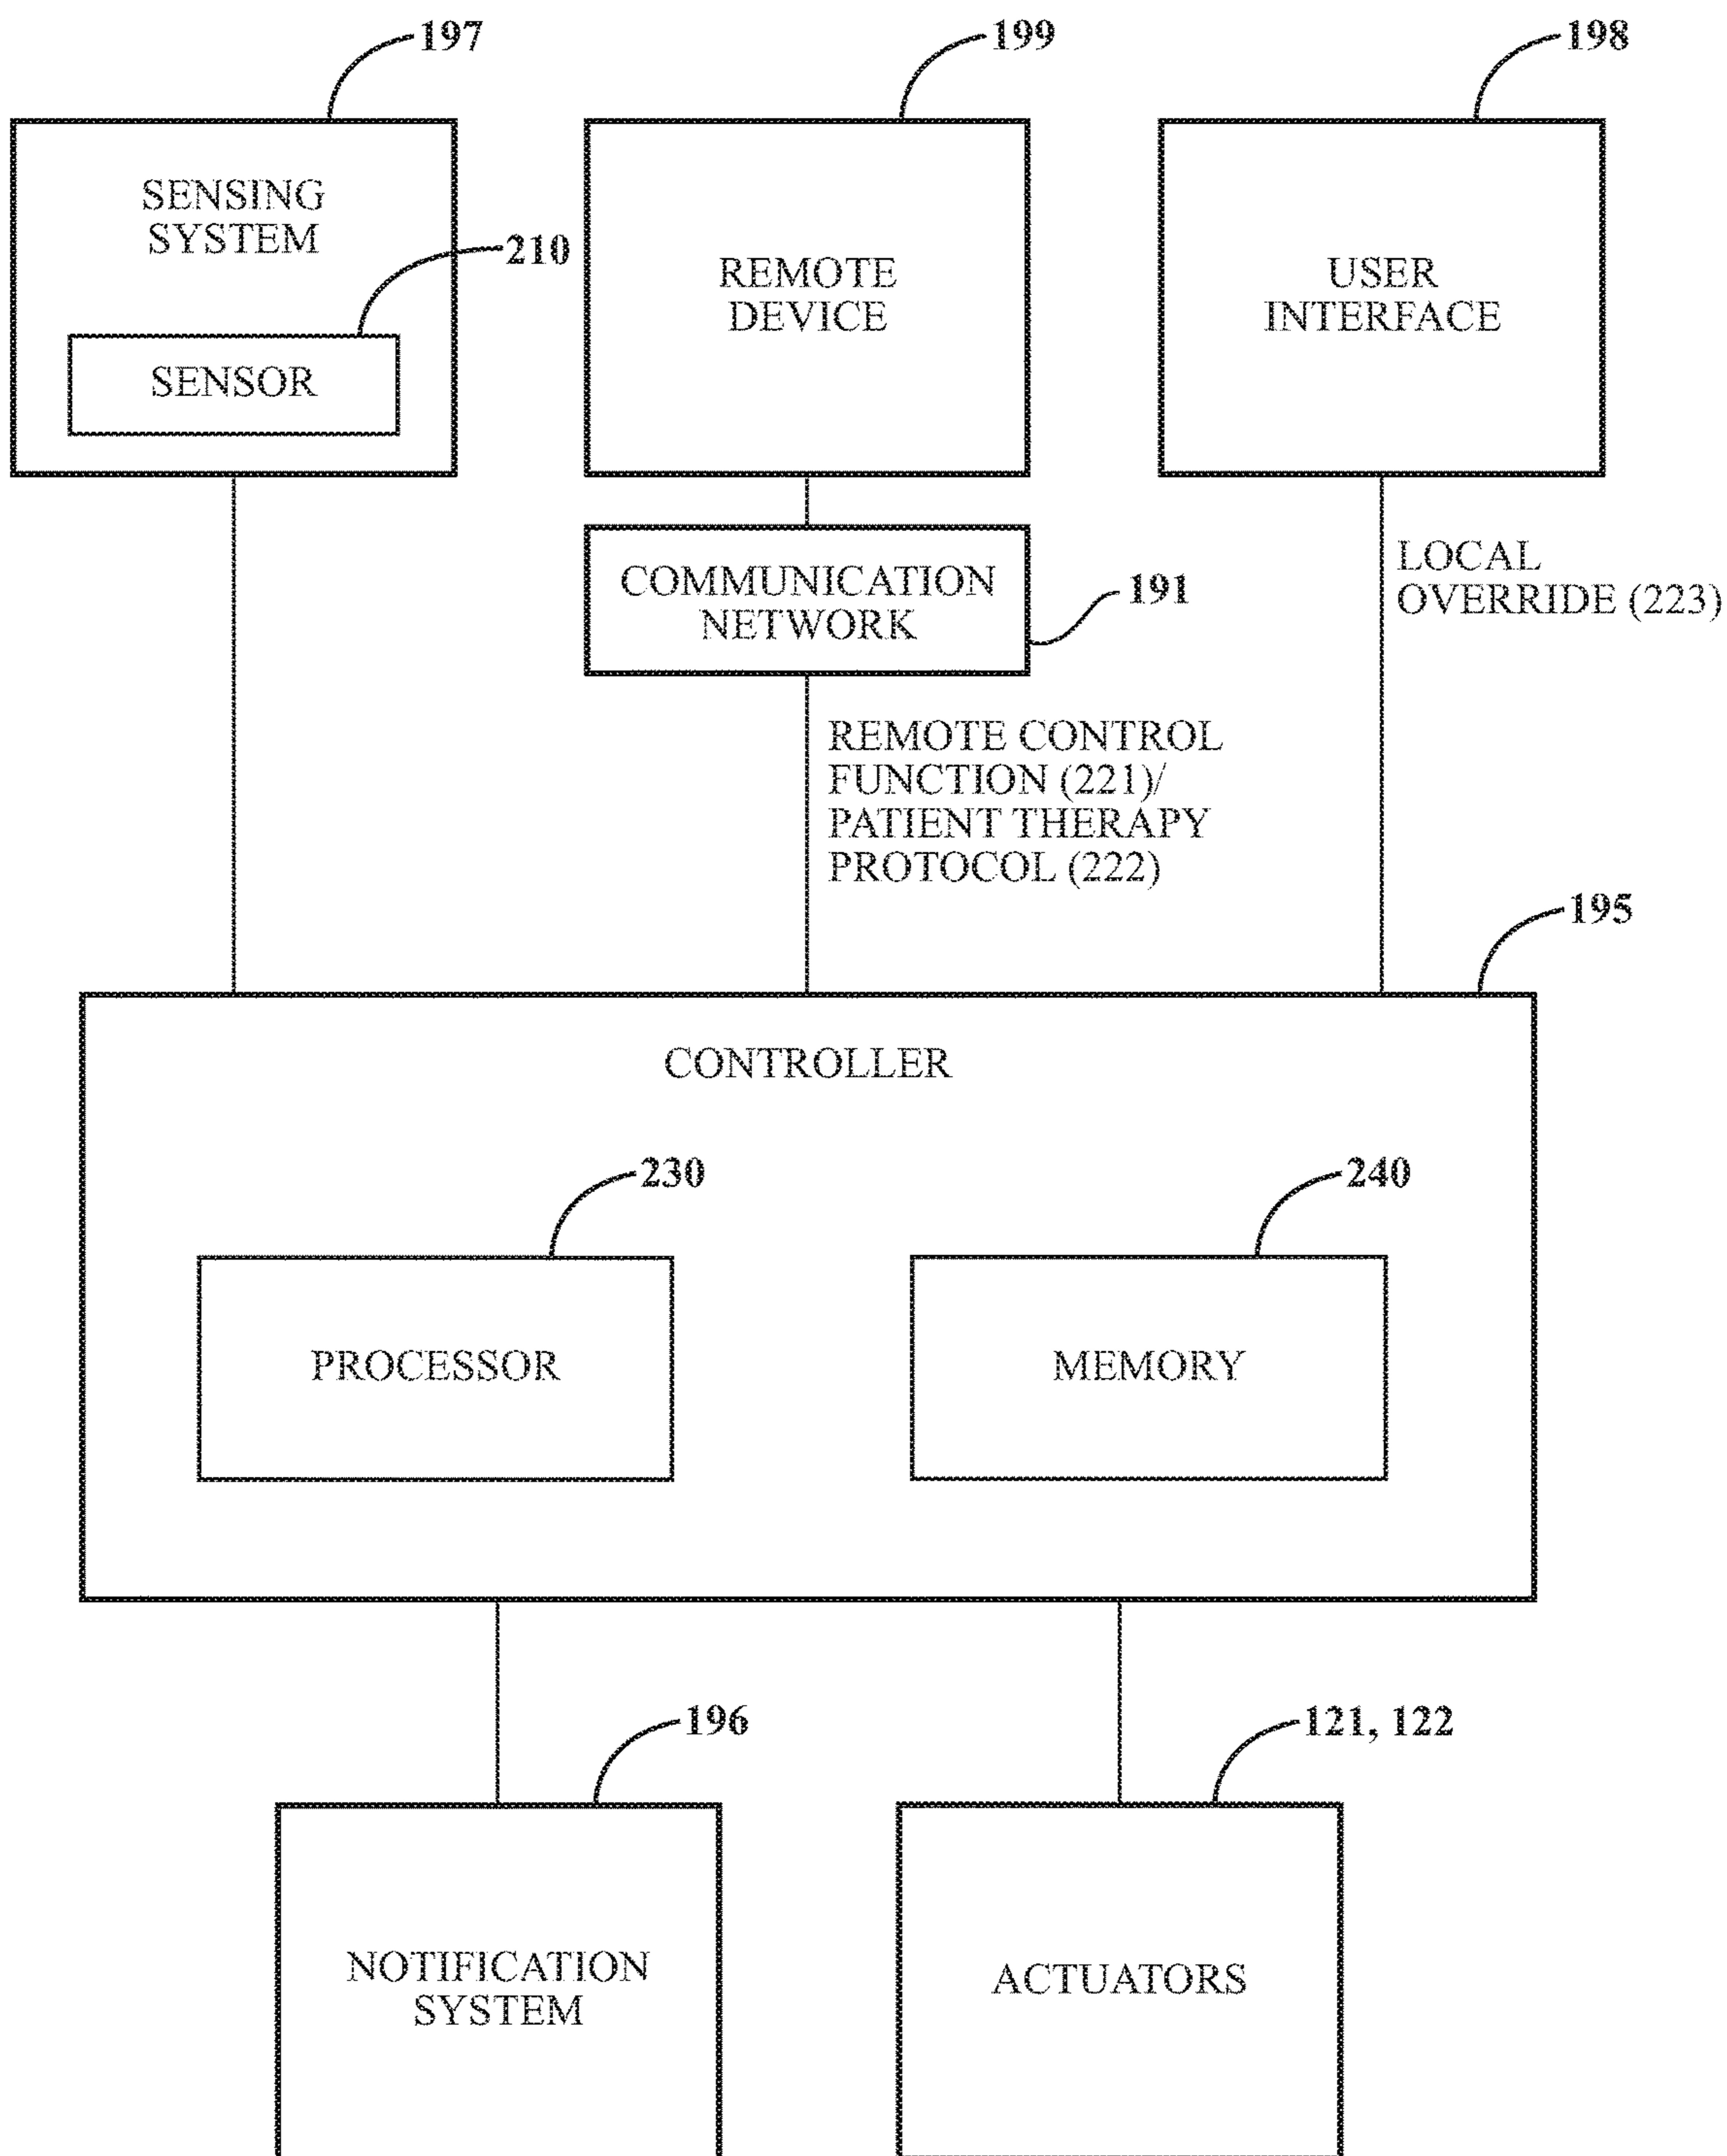 197
199
198
SENSING
SYSTEM
210
SENSOR
REMOTE
DEVICE
USER
INTERFACE
COMMUNICATION
NETWORK
191
LOCAL
OVERRIDE (223)
REMOTE CONTROL
FUNCTION (221)/
PATIENT THERAPY
PROTOCOL (222)
195
CONTROLLER
230
240
PROCESSOR
MEMORY
196
121, 122
NOTIFICATION
SYSTEM
ACTUATORS